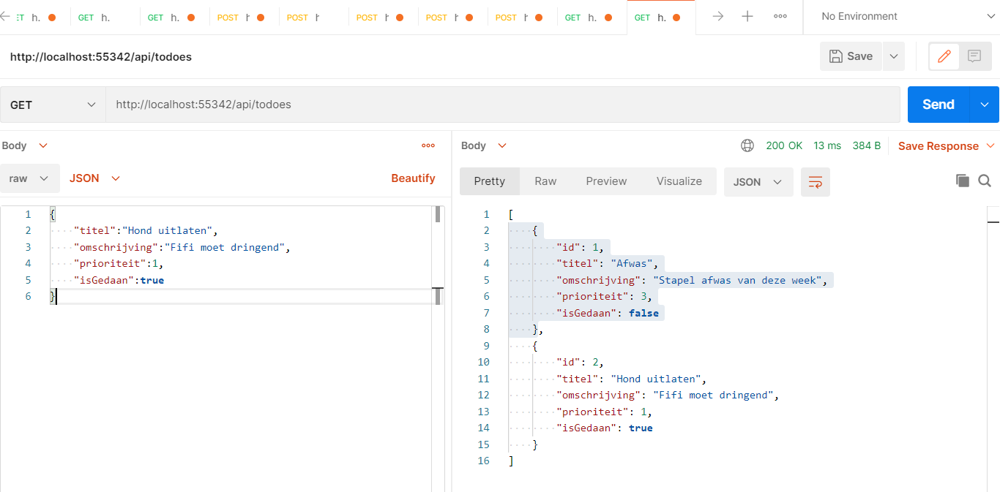 ET h. GET h. GET h. POST h POST h POST h POST h POST h GET h. GET h. No Environment
http://localhost:55342/api/todoes Save
GET http://localhost:55342/api/todoes Send
Body Body 200 OK 13 ms 384 B Save Response
raw JSON Beautify Pretty Raw Preview Visualize JSON
1 {
2 "titel":"Hond uitlaten",
3 "omschrijving":"Fifi moet dringend",
4 "prioriteit":1,
5 "isGedaan":true
6 }
1 [
2 {
3 "id": 1,
4 "titel": "Afwas",
5 "omschrijving": "Stapel afwas van deze week",
6 "prioriteit": 3,
7 "isGedaan": false
8 },
9 {
10 "id": 2,
11 "titel": "Hond uitlaten",
12 "omschrijving": "Fifi moet dringend",
13 "prioriteit": 1,
14 "isGedaan": true
15 }
16 ]